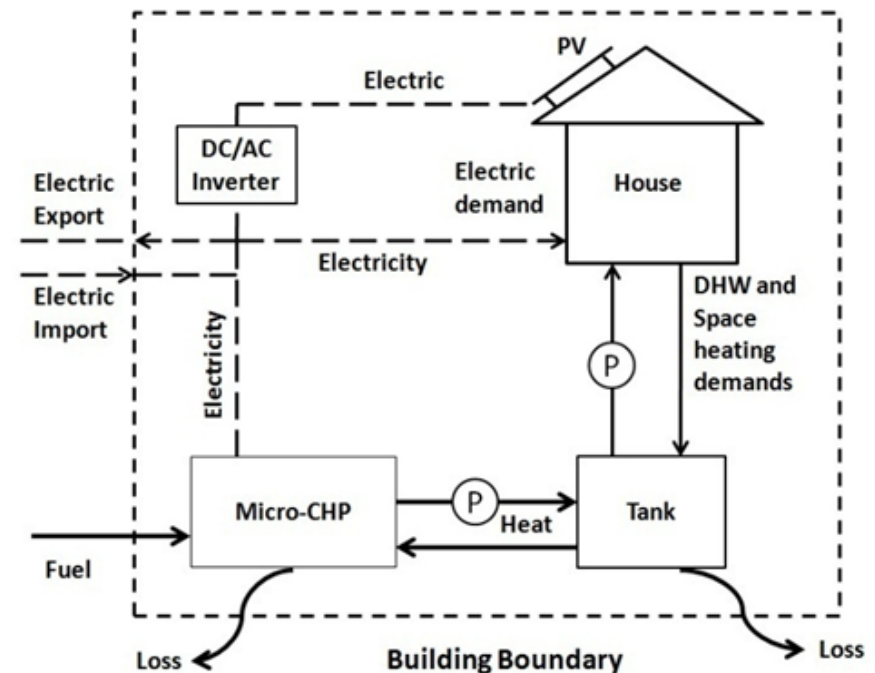 PV
Electric
DC/AC
Inverter
Electric
Export
Electric
demand
House
Electricity
Electric
Import
Electricity
DHW and
Space
heating
demands
P
Micro-CHP
P
Heat
Tank
Fuel
Loss
Building Boundary
Loss